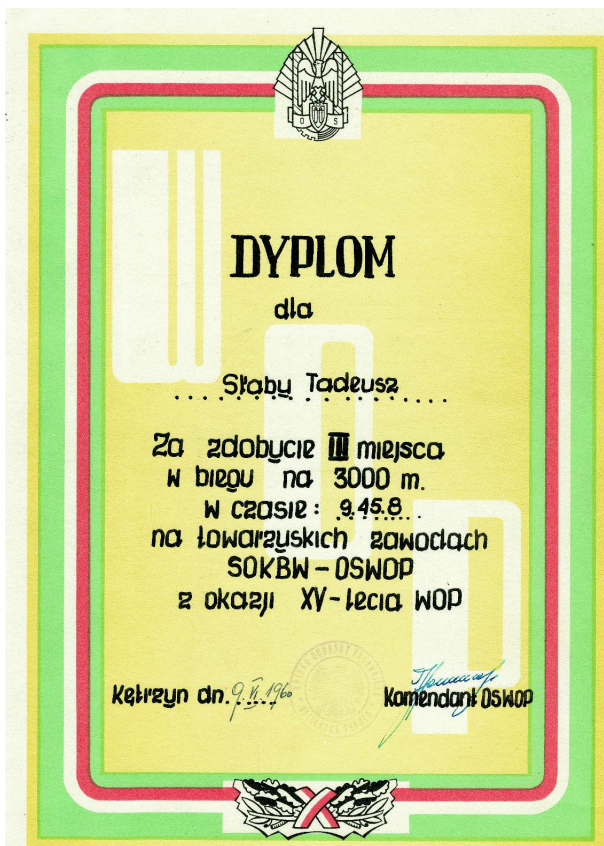 O S
WOP
DYPLOM
dla
Słaby Tadeusz
Za zdobycie III miejsca
w biegu na 3000 m.
w czasie: 9.45.8
na towarzyskich zawodach
SOKBW-OSWOP
z okazji XV-lecia WOP
Kętrzyn dn. 9.VI.1960
Komendant OSWOP